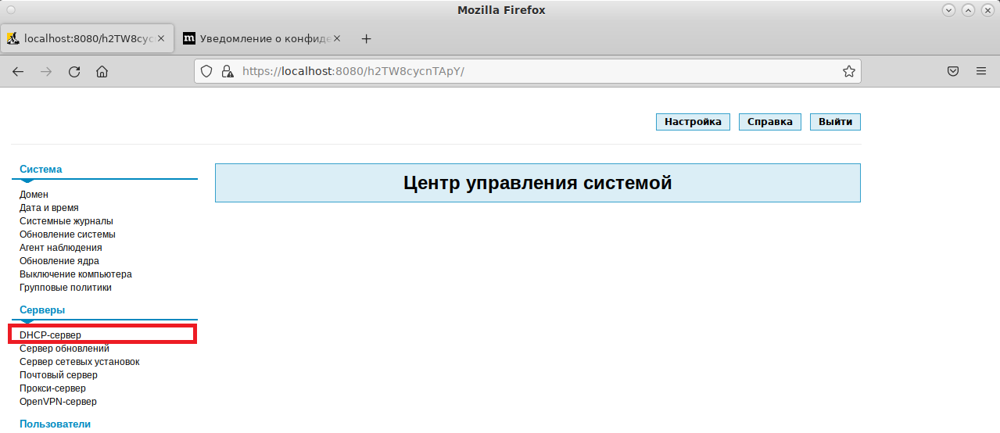 Mozilla Firefox
localhost:8080/h2TW8cyc
Уведомление о конфиде
https://localhost:8080/h2TW8cycnTApY/
Настройка Справка Выйти
Система
Домен
Дата и время
Системные журналы
Обновление системы
Агент наблюдения
Обновление ядра
Выключение компьютера
Групповые политики
Серверы
DHCP-сервер
Сервер обновлений
Сервер сетевых установок
Почтовый сервер
Прокси-сервер
OpenVPN-сервер
Пользователи
Центр управления системой